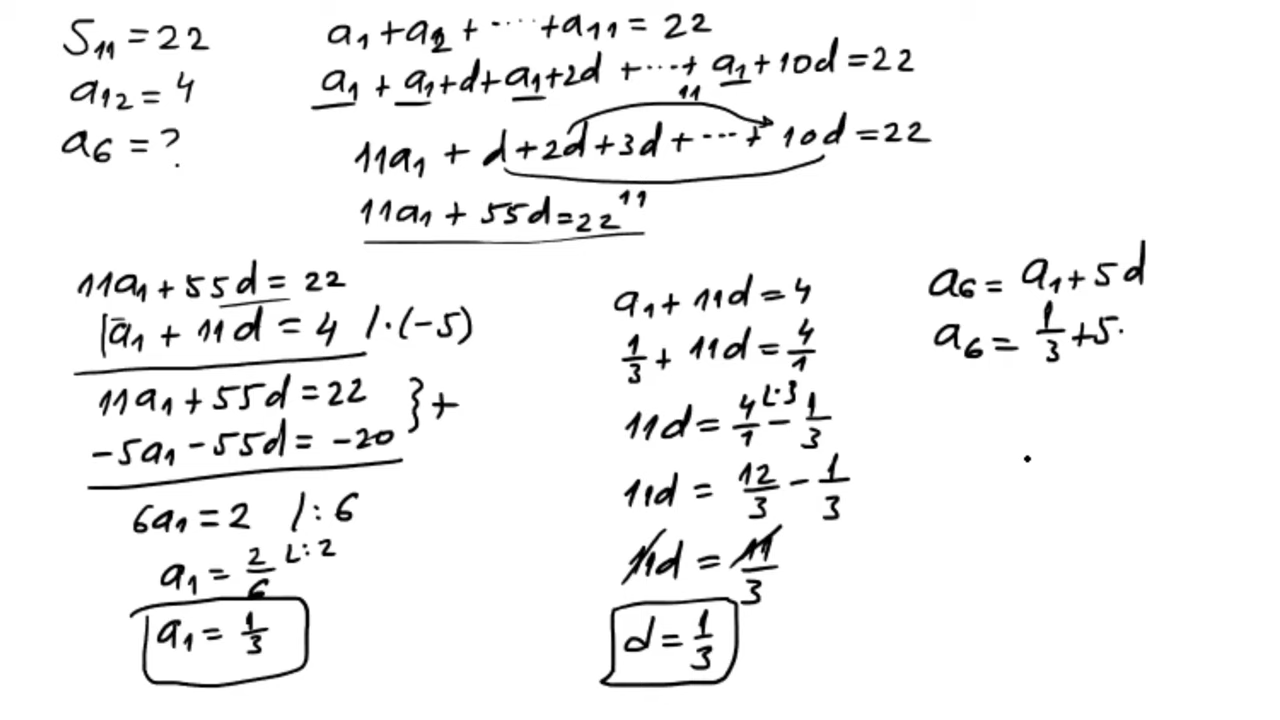 S₁₁ = 22
a₁₂ = 4
a₆ = ?
a₁ + a₂ + ····· + a₁₁ = 22
a₁ + a₁ + d + a₁ + 2d + ····· + a₁ + 10d = 22
11
11a₁ + d + 2d + 3d + ····· + 10d = 22
11
11a₁ + 55d = 22
11a₁ + 55d = 22
a₁ + 11d = 4 / · (-5)
11a₁ + 55d = 22
-5a₁ - 55d = -20 } +
6a₁ = 2 / : 6
a₁ = 2/6 L: 2
a₁ = 1/3
a₁ + 11d = 4
1/3 + 11d = 4/1
11d = 4/1 L·3 - 1/3
11d = 12/3 - 1/3
11d = 11/3
d = 1/3
a₆ = a₁ + 5d
a₆ = 1/3 + 5·